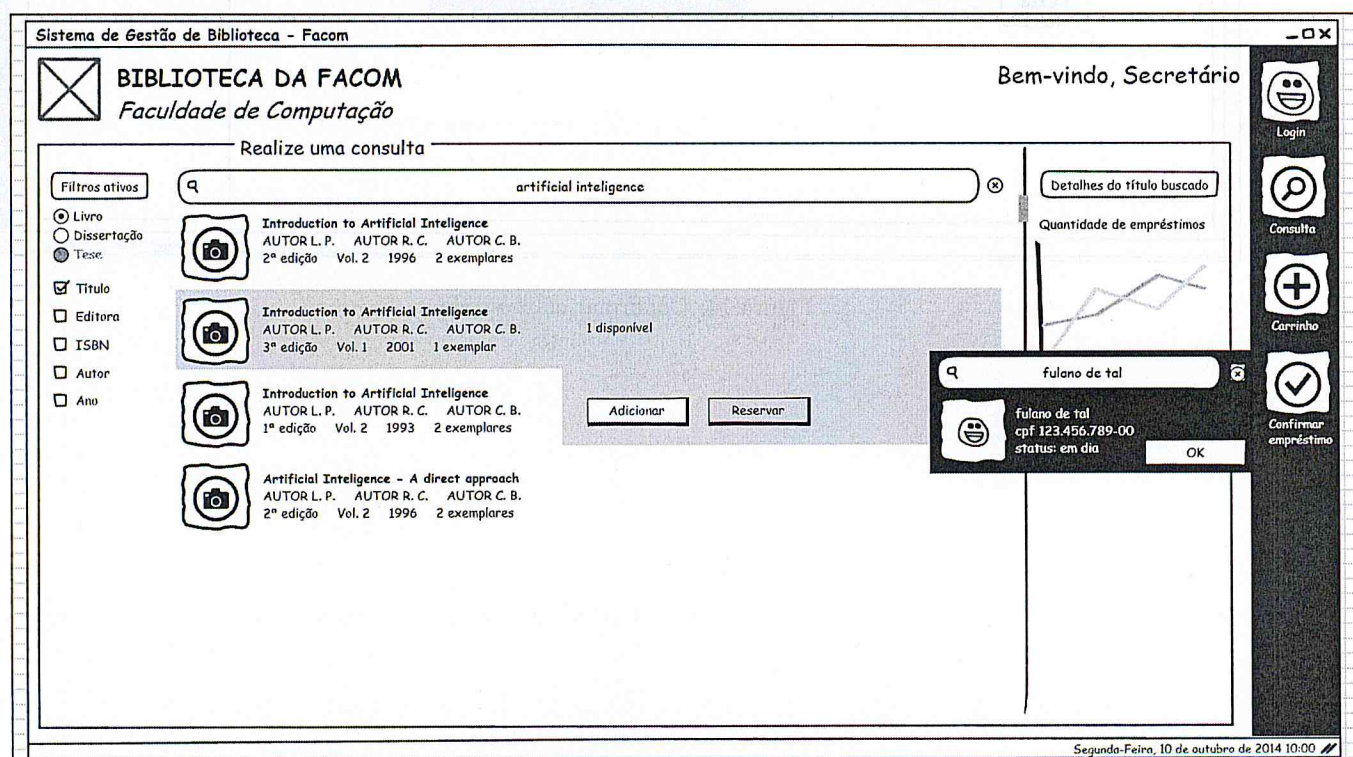 Sistema de Gestão de Biblioteca - Facom
BIBLIOTECA DA FACOM
Faculdade de Computação
Bem-vindo, Secretário
Login
Consulta
Carrinho
Confirmar
empréstimo
Realize uma consulta
Filtros ativos
Livro
Dissertação
Tese
Título
Editora
ISBN
Autor
Ano
artificial inteligence
Introduction to Artificial Inteligence
AUTOR L. P. AUTOR R. C. AUTOR C. B.
2ª edição Vol. 2 1996 2 exemplares
Introduction to Artificial Inteligence
AUTOR L. P. AUTOR R. C. AUTOR C. B.
3ª edição Vol. 1 2001 1 exemplar
1 disponível
Adicionar
Reservar
Introduction to Artificial Inteligence
AUTOR L. P. AUTOR R. C. AUTOR C. B.
1ª edição Vol. 2 1993 2 exemplares
Artificial Inteligence - A direct approach
AUTOR L. P. AUTOR R. C. AUTOR C. B.
2ª edição Vol. 2 1996 2 exemplares
Detalhes do título buscado
Quantidade de empréstimos
fulano de tal
fulano de tal
cpf 123.456.789-00
status: em dia
OK
Segunda-Feira, 10 de outubro de 2014 10:00